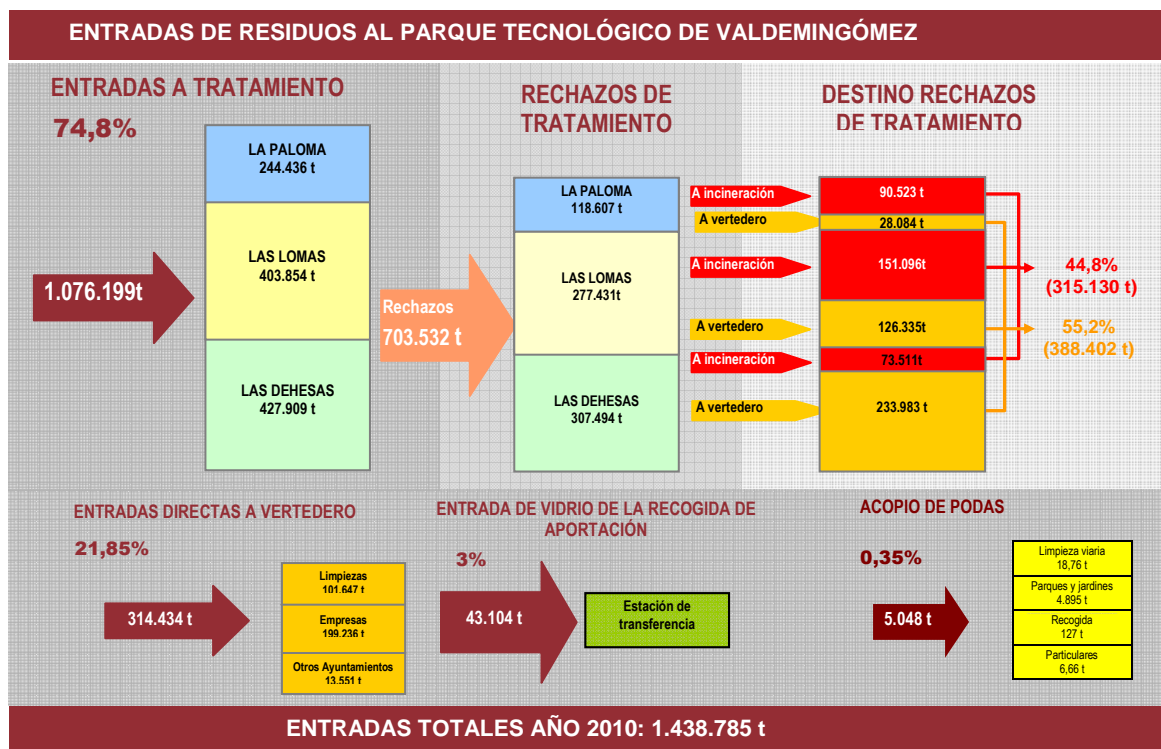 ENTRADAS DE RESIDUOS AL PARQUE TECNOLÓGICO DE VALDEMINGÓMEZ
ENTRADAS A TRATAMIENTO
74,8%
1.076.199t
LA PALOMA
244.436 t
LAS LOMAS
403.854 t
LAS DEHESAS
427.909 t
Rechazos
703.532 t
RECHAZOS DE
TRATAMIENTO
LA PALOMA
118.607 t
LAS LOMAS
277.431t
LAS DEHESAS
307.494 t
A incineración
A vertedero
A incineración
A vertedero
A incineración
A vertedero
DESTINO RECHAZOS
DE TRATAMIENTO
90.523 t
28.084 t
151.096t
126.335t
73.511t
233.983 t
44,8%
(315.130 t)
55,2%
(388.402 t)
ENTRADAS DIRECTAS A VERTEDERO
21,85%
314.434 t
Limpiezas
101.647 t
Empresas
199.236 t
Otros Ayuntamientos
13.551 t
ENTRADA DE VIDRIO DE LA RECOGIDA DE
APORTACIÓN
3%
43.104 t
Estación de
transferencia
ACOPIO DE PODAS
0,35%
5.048 t
Limpieza viaria
18,76 t
Parques y jardines
4.895 t
Recogida
127 t
Particulares
6,66 t
ENTRADAS TOTALES AÑO 2010: 1.438.785 t